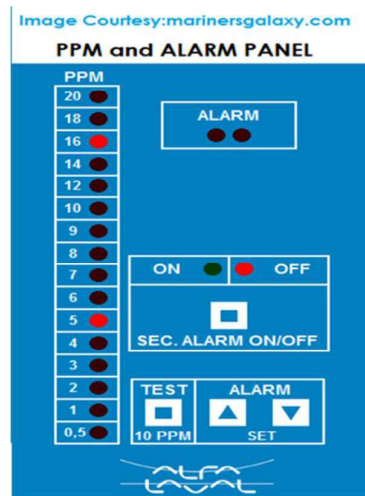 Image Courtesy:marinersgalaxy.com
PPM and ALARM PANEL
PPM
20
18
16
14
12
10
9
8
7
6
5
4
3
2
1
0,5
ALARM
ON OFF
SEC. ALARM ON/OFF
TEST
10 PPM
ALARM
SET
ALFA
LAVAL